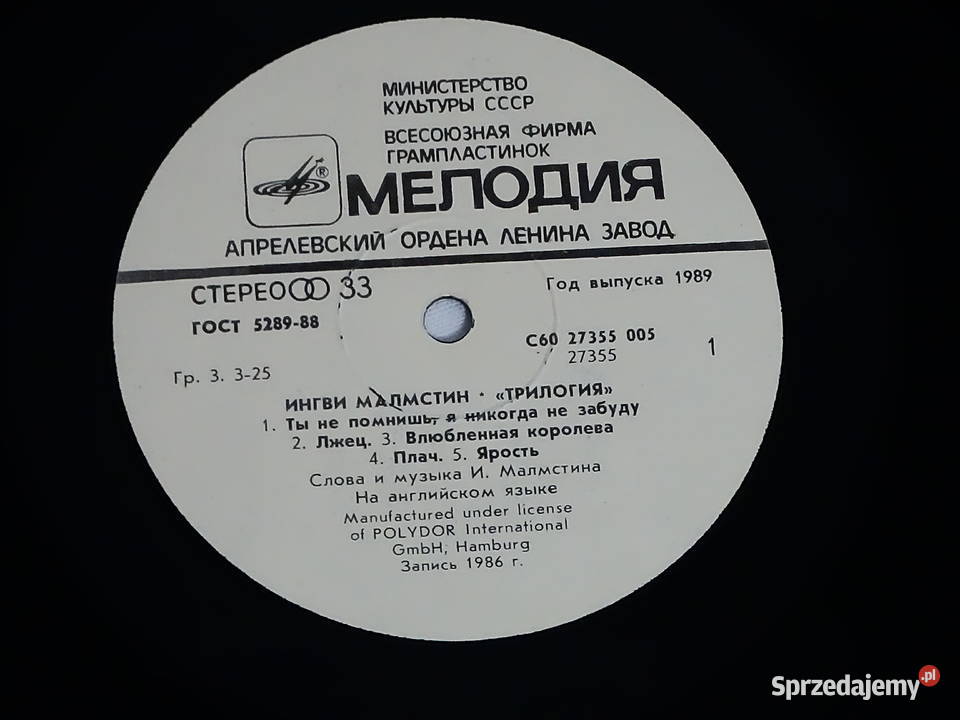 МИНИСТЕРСТВО
КУЛЬТУРЫ СССР
ВСЕСОЮЗНАЯ ФИРМА
ГРАМПЛАСТИНОК
®
МЕЛОДИЯ
АПРЕЛЕВСКИЙ ОРДЕНА ЛЕНИНА ЗАВОД
СТЕРЕО 33
Год выпуска 1989
ГОСТ 5289-88
С60 27355 005
27355
1
Гр. 3. 3-25
ИНГВИ МАЛМСТИН · «ТРИЛОГИЯ»
1. Ты не помнишь, я никогда не забуду
2. Лжец. 3. Влюбленная королева
4. Плач. 5. Ярость
Слова и музыка И. Малмстина
На английском языке
Manufactured under license
of POLYDOR International
GmbH, Hamburg
Запись 1986 г.
Sprzedajemy.pl